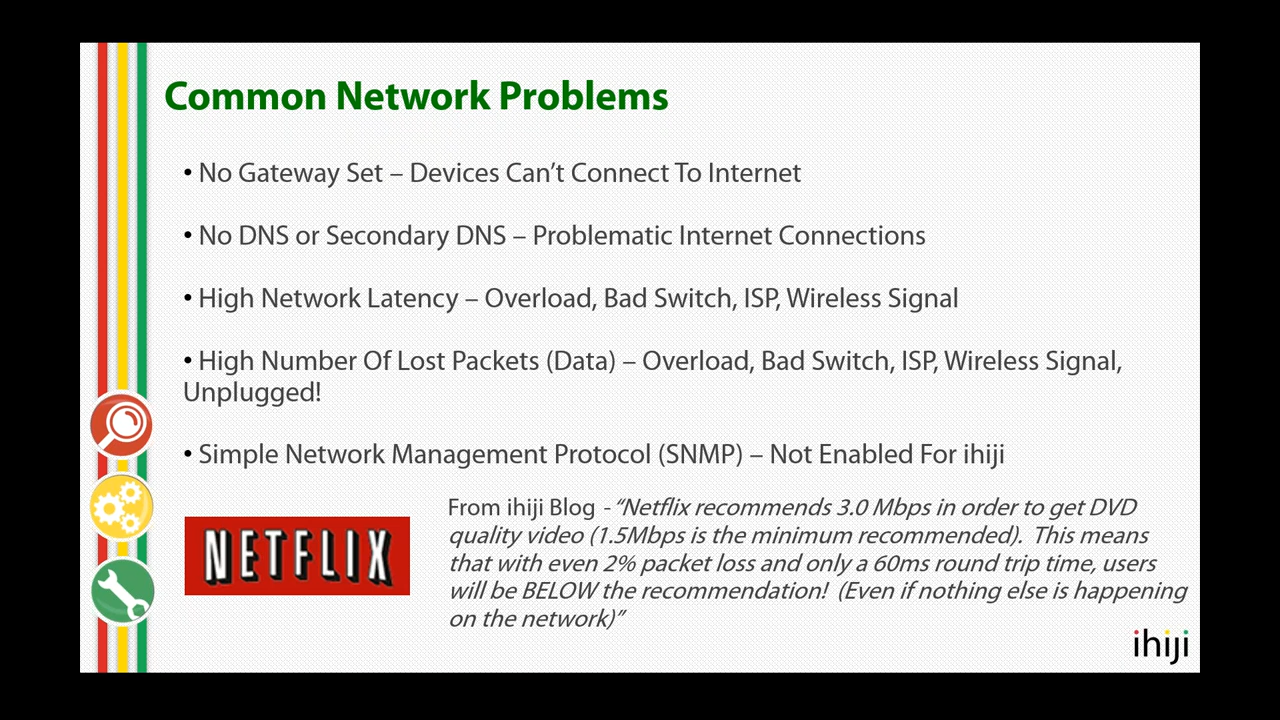 Common Network Problems
• No Gateway Set – Devices Can’t Connect To Internet
• No DNS or Secondary DNS – Problematic Internet Connections
• High Network Latency – Overload, Bad Switch, ISP, Wireless Signal
• High Number Of Lost Packets (Data) – Overload, Bad Switch, ISP, Wireless Signal,
Unplugged!
• Simple Network Management Protocol (SNMP) – Not Enabled For ihiji
NETFLIX
From ihiji Blog - “Netflix recommends 3.0 Mbps in order to get DVD
quality video (1.5Mbps is the minimum recommended). This means
that with even 2% packet loss and only a 60ms round trip time, users
will be BELOW the recommendation! (Even if nothing else is happening
on the network)”
ihiji